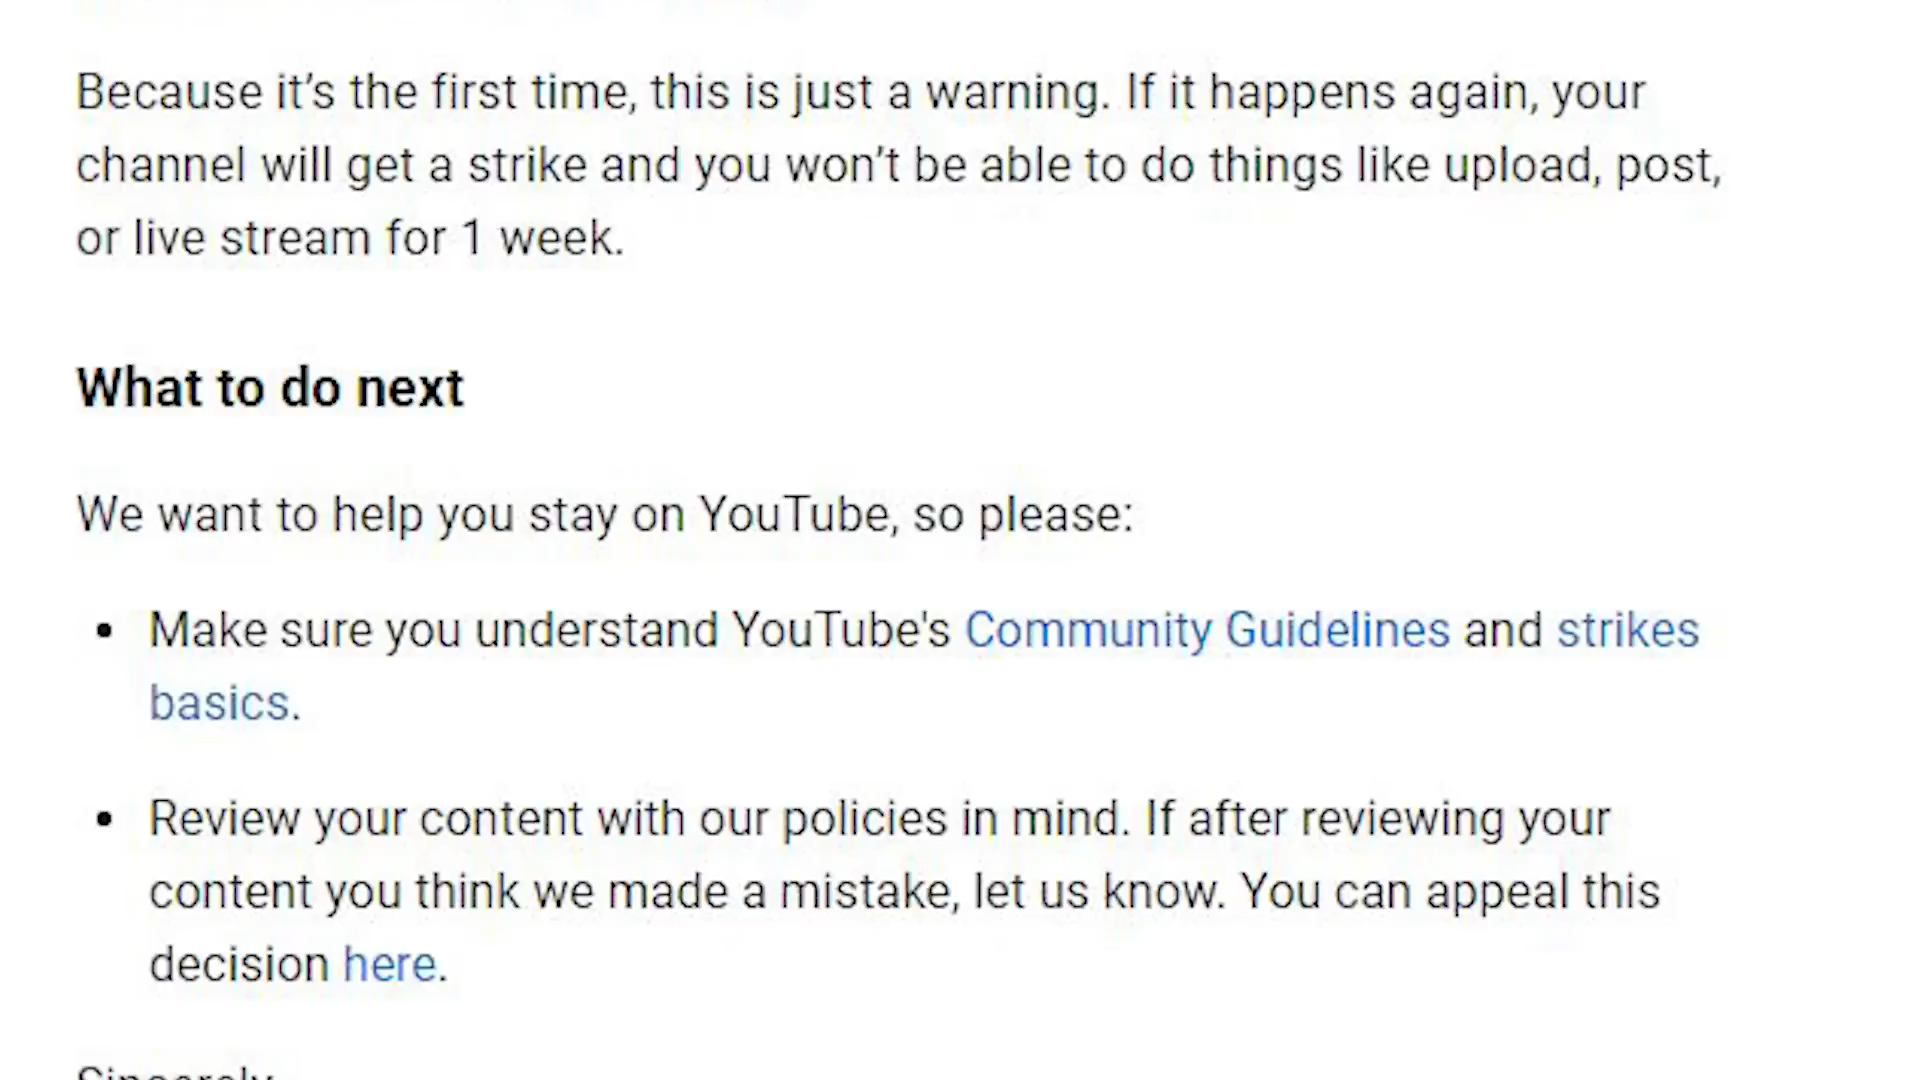 Because it’s the first time, this is just a warning. If it happens again, your
channel will get a strike and you won’t be able to do things like upload, post,
or live stream for 1 week.
What to do next
We want to help you stay on YouTube, so please:
• Make sure you understand YouTube's Community Guidelines and strikes
basics.
• Review your content with our policies in mind. If after reviewing your
content you think we made a mistake, let us know. You can appeal this
decision here.
Sincerely,